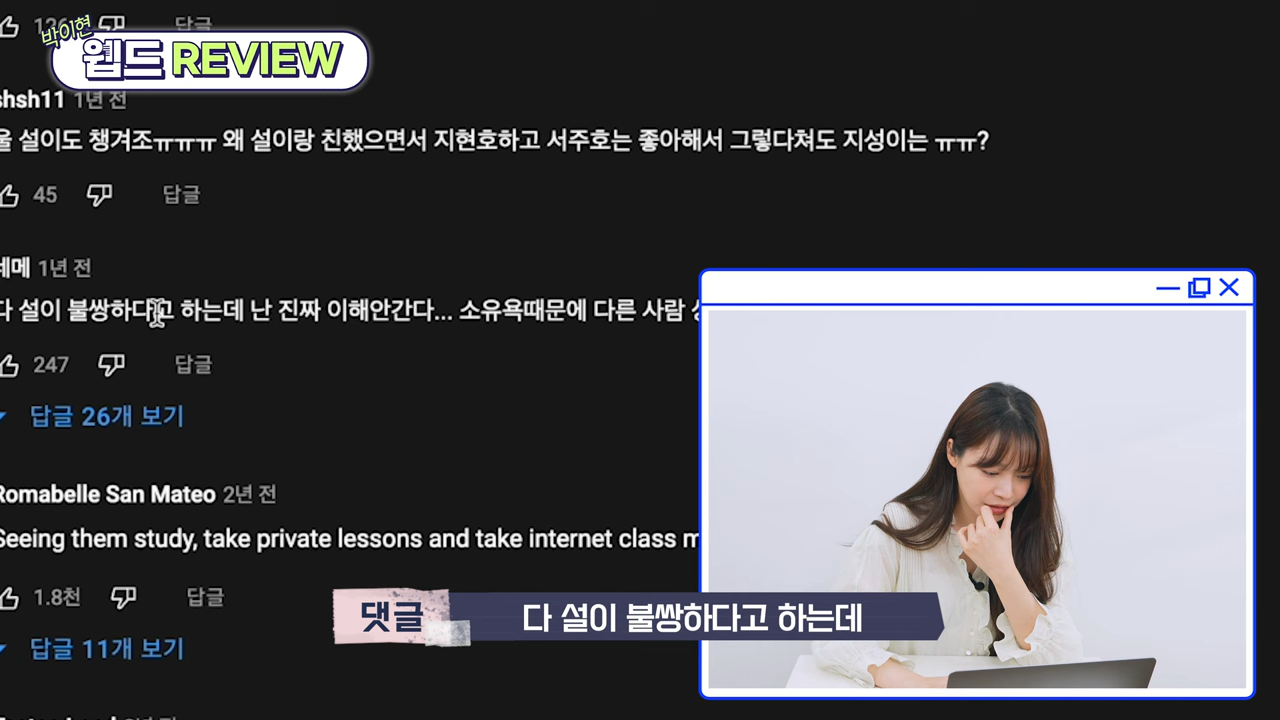 136 답글
박이현
웹드 REVIEW
shsh11 1년 전
울 설이도 챙겨조ㅠㅠㅠ 왜 설이랑 친했으면서 지현호하고 서주호는 좋아해서 그렇다쳐도 지성이는 ㅠㅠ?
45 답글
1년 전
다 설이 불쌍하다고 하는데 난 진짜 이해안간다... 소유욕때문에 다른 사람
247 답글
답글 26개 보기
Romabelle San Mateo 2년 전
Seeing them study, take private lessons and take internet class
1.8천 답글
답글 11개 보기
댓글 다 설이 불쌍하다고 하는데